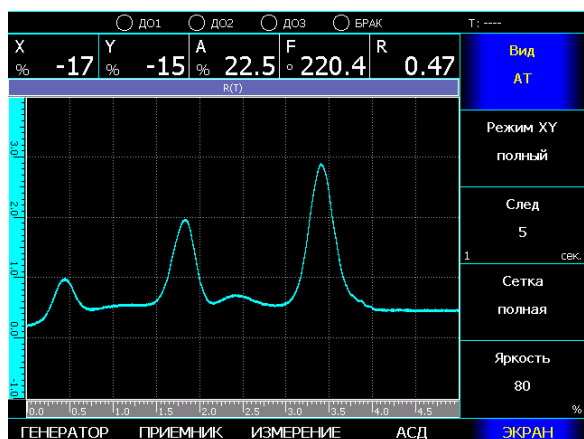 ДО1 ДО2 ДО3 БРАК T: ----
X Y A F R
% -17 % -15 % 22.5 ° 220.4 0.47
R(T)
Вид
АТ
Режим XY
полный
След
5
1 сек.
Сетка
полная
Яркость
80
%
3.0
2.0
1.0
0.0
-1.0
0.0 0.5 1.0 1.5 2.0 2.5 3.0 3.5 4.0 4.5
ГЕНЕРАТОР ПРИЕМНИК ИЗМЕРЕНИЕ АСД ЭКРАН